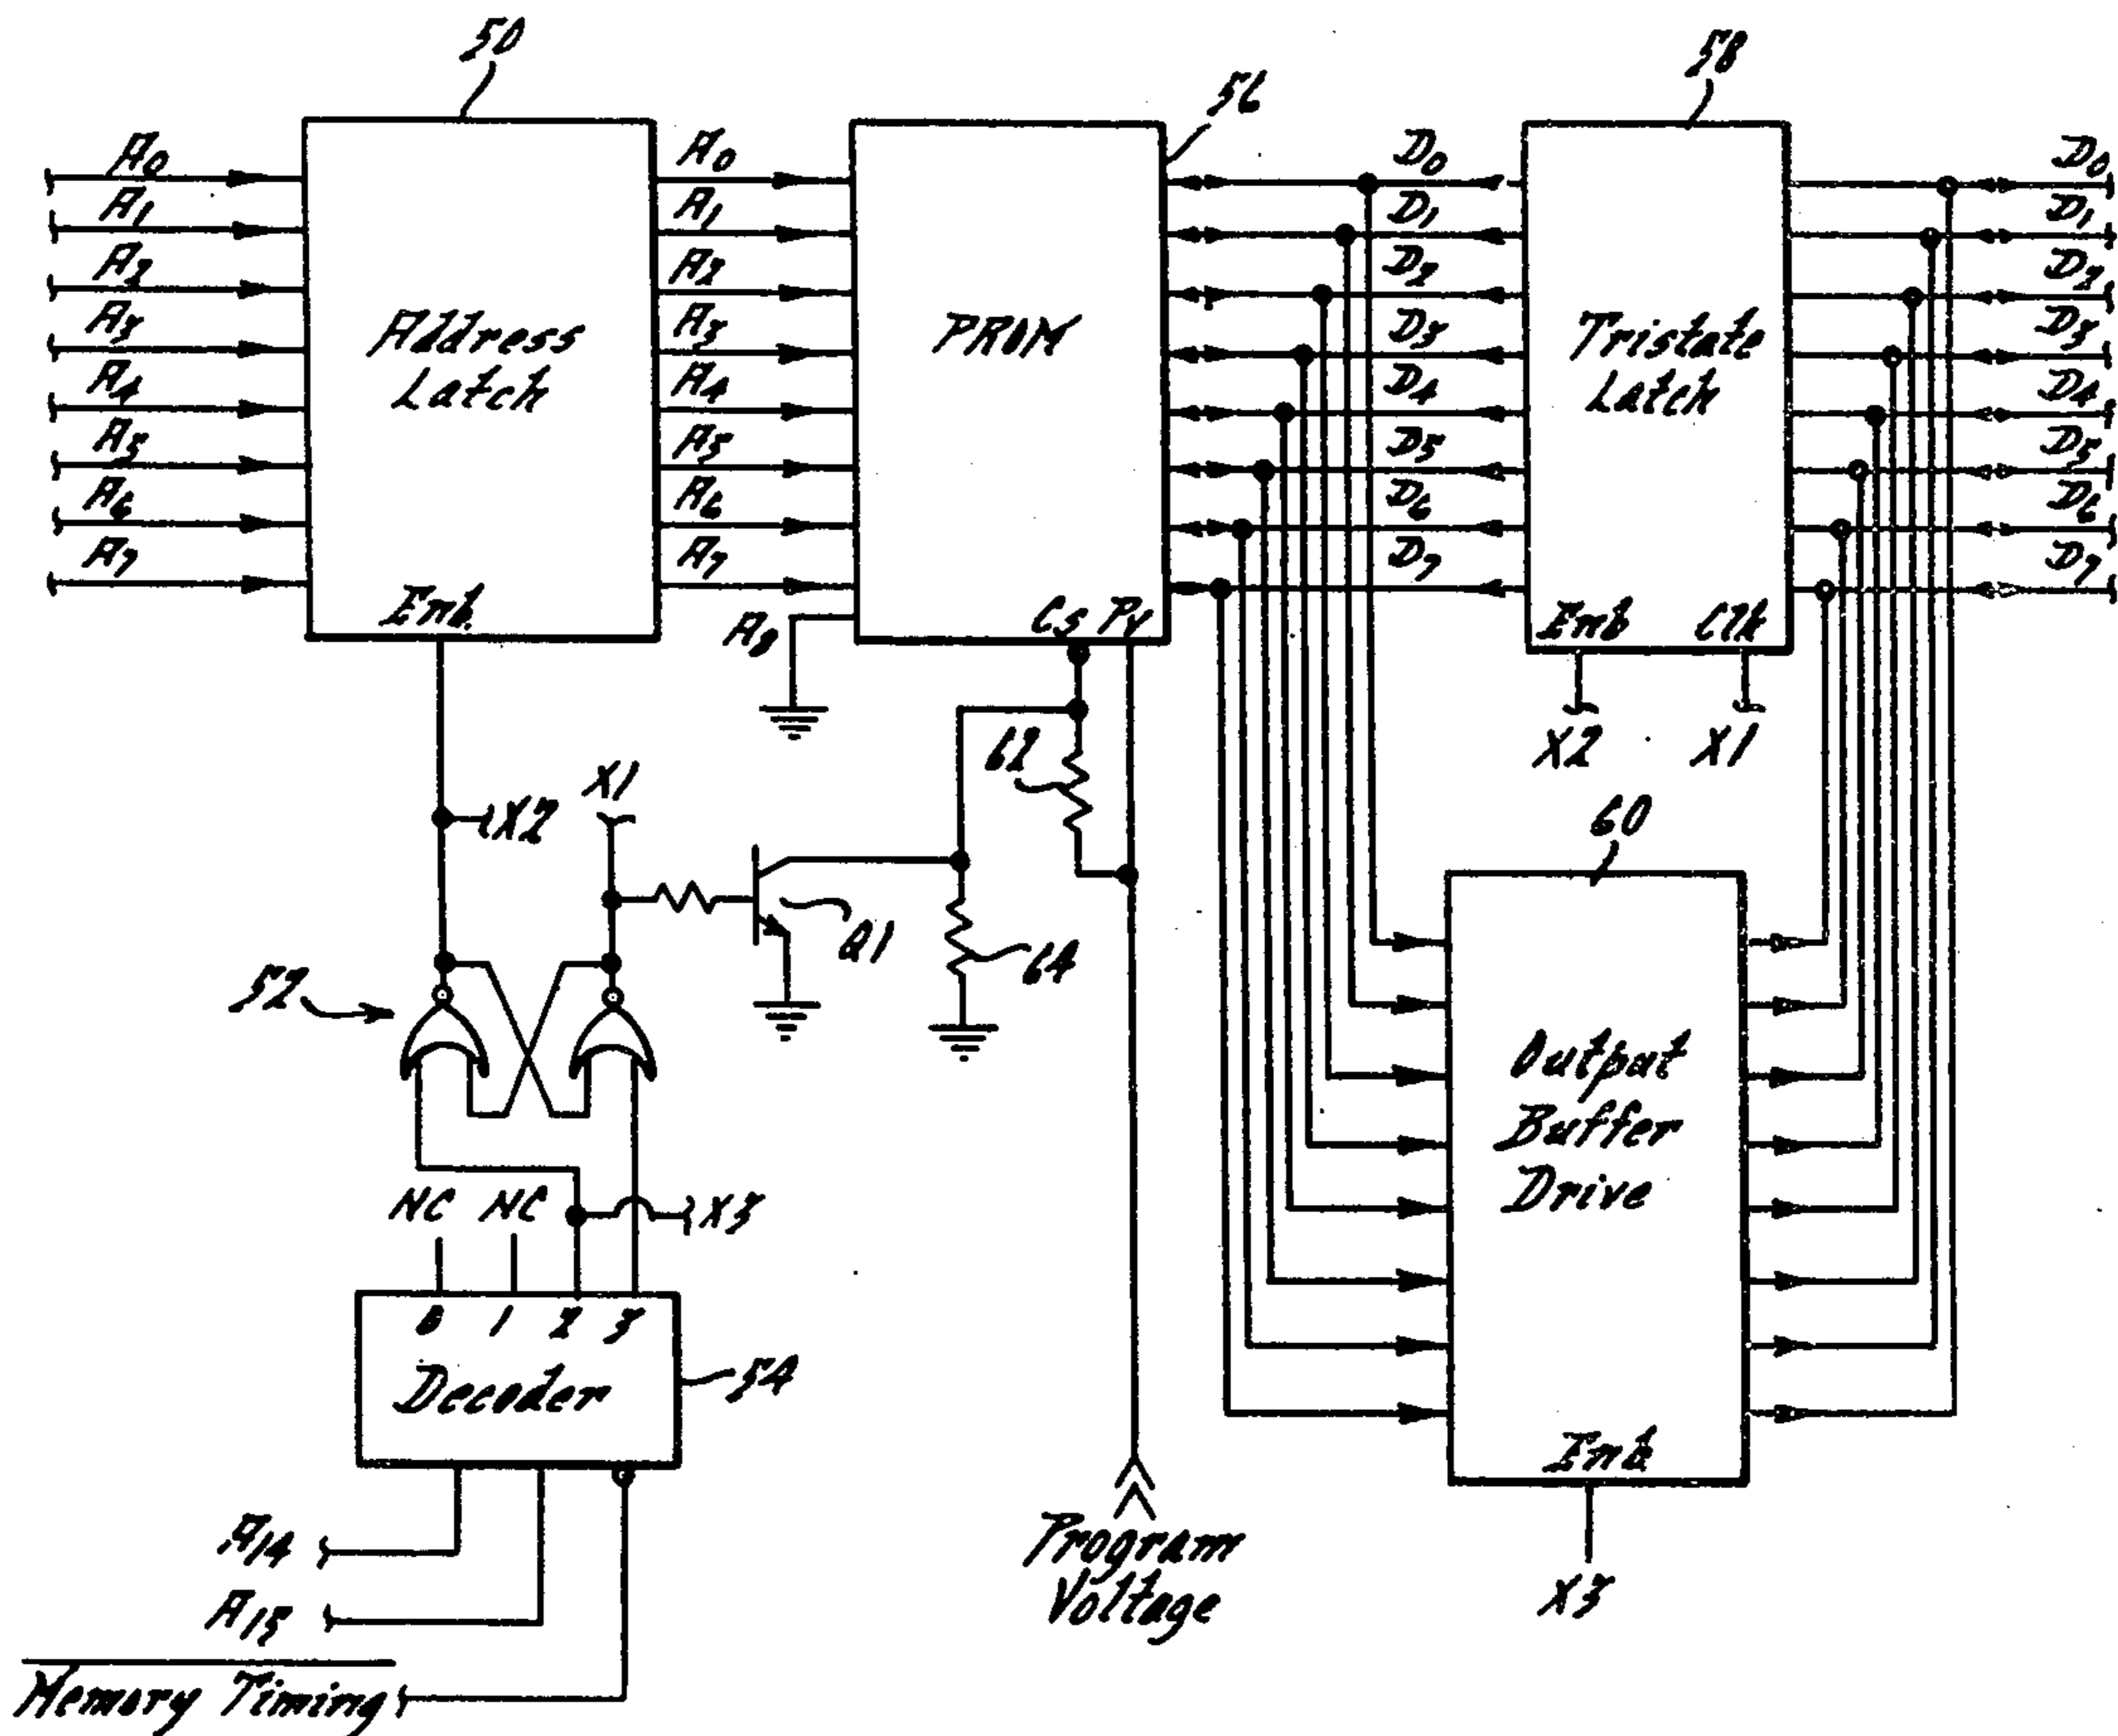 50
56
58
A0
A1
A2
A3
A4
A5
A6
A7
Address
Latch
Enb.
A0
A1
A2
A3
A4
A5
A6
A7
A8
PROM
CS PV
D0
D1
D2
D3
D4
D5
D6
D7
Tristate
Latch
Enb Clk
X2 X1
D0
D1
D2
D3
D4
D5
D6
D7
X2
X1
62
Q1
64
52
NC NC
X3
0 1 2 3
Decoder
54
A14
A15
Memory Timing
Program
Voltage
60
Output
Buffer
Drive
Enb
X3